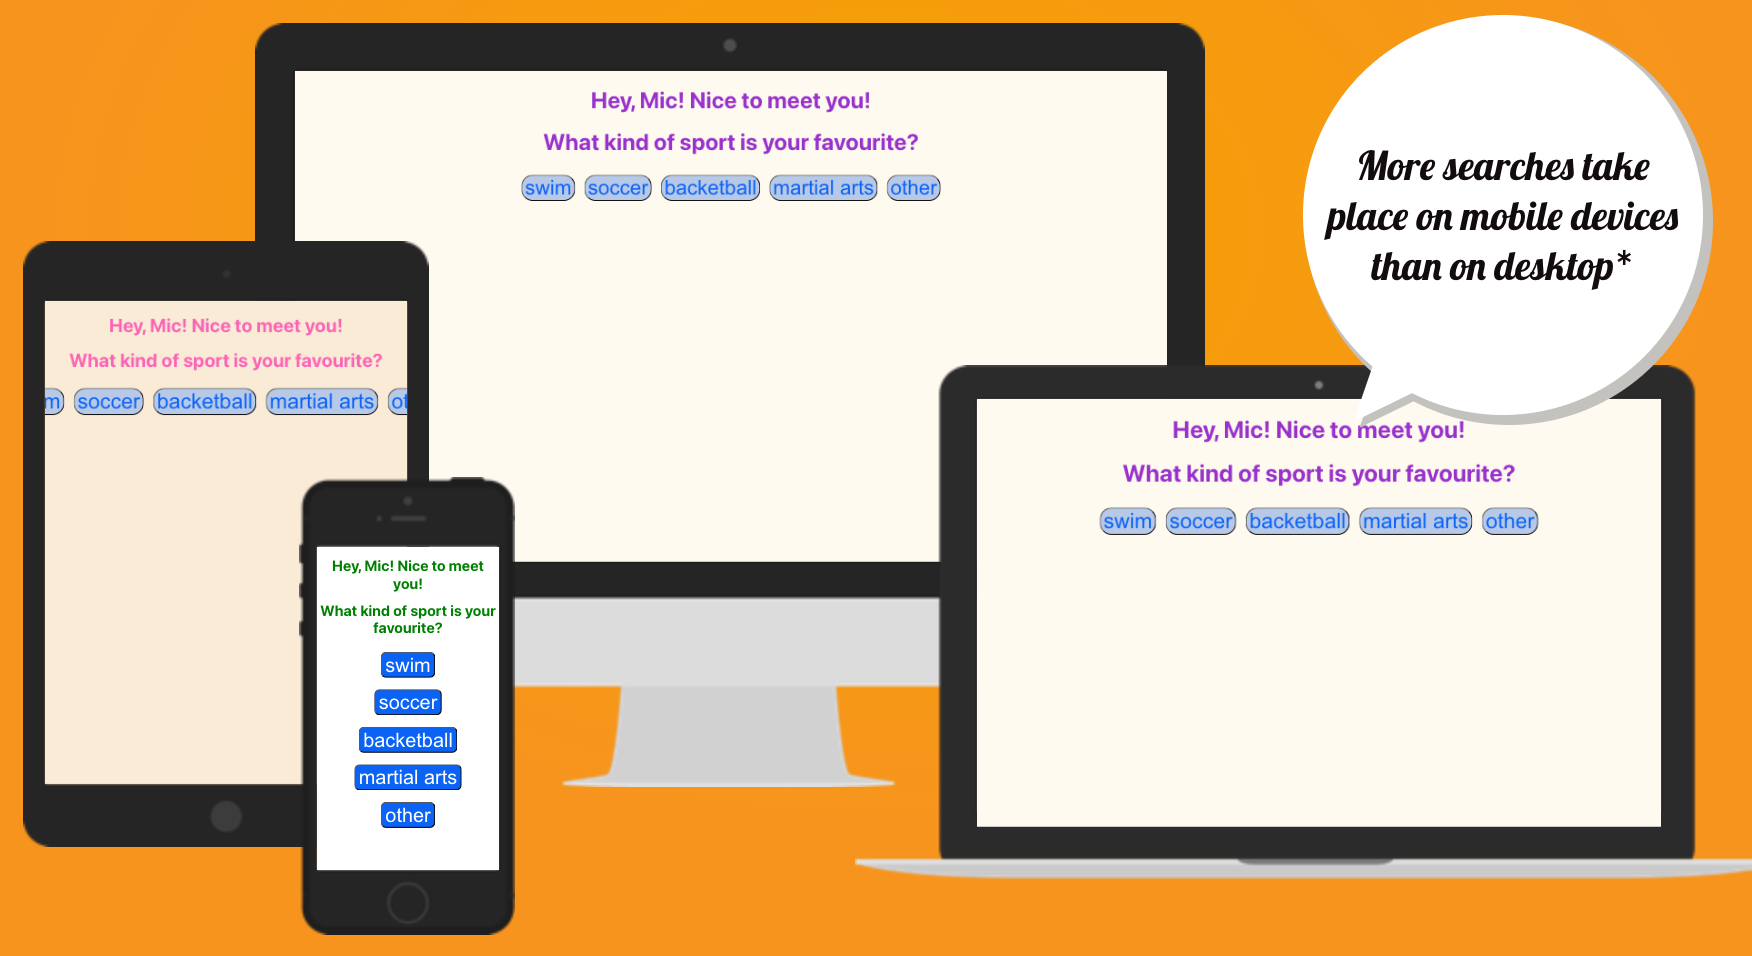 Hey, Mic! Nice to meet you!
What kind of sport is your favourite?
swim soccer backetball martial arts other
More searches take
place on mobile devices
than on desktop*
Hey, Mic! Nice to meet you!
What kind of sport is your favourite?
m soccer backetball martial arts ot
Hey, Mic! Nice to meet
you!
What kind of sport is your
favourite?
swim
soccer
backetball
martial arts
other
Hey, Mic! Nice to meet you!
What kind of sport is your favourite?
swim soccer backetball martial arts other